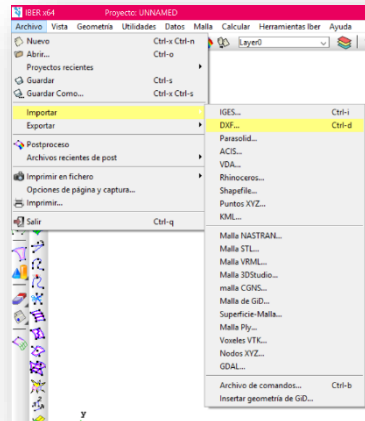 IBER x64 Proyecto: UNNAMED
Archivo Vista Geometría Utilidades Datos Malla Calcular Herramientas Iber Ayuda
Nuevo Ctrl-x Ctrl-n
Abrir... Ctrl-o
Layer0
Proyectos recientes
Guardar Ctrl-s
Guardar Como... Ctrl-x Ctrl-s
Importar
Exportar
Postproceso
Archivos recientes de post
Imprimir en fichero
Opciones de página y captura...
Imprimir...
Salir Ctrl-q
IGES... Ctrl-i
DXF... Ctrl-d
Parasolid...
ACIS...
VDA...
Rhinoceros...
Shapefile...
Puntos XYZ...
KML...
Malla NASTRAN...
Malla STL...
Malla VRML...
Malla 3DStudio...
malla CGNS...
Malla de GiD...
Superficie-Malla...
Malla Ply...
Voxeles VTK...
Nodos XYZ...
GDAL...
Archivo de comandos... Ctrl-b
Insertar geometría de GiD...
y